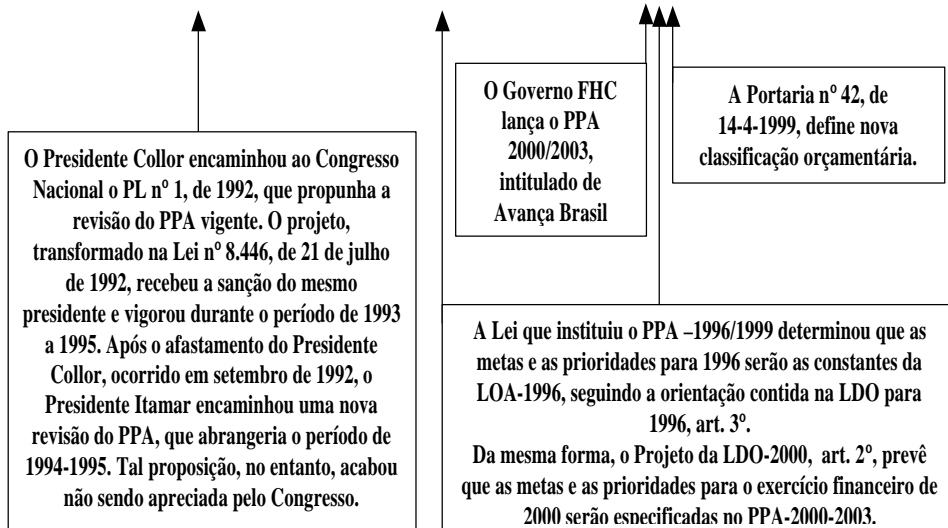 O Governo FHC
lança o PPA
2000/2003,
intitulado de
Avança Brasil
A Portaria nº 42, de
14-4-1999, define nova
classificação orçamentária.
O Presidente Collor encaminhou ao Congresso
Nacional o PL nº 1, de 1992, que propunha a
revisão do PPA vigente. O projeto,
transformado na Lei nº 8.446, de 21 de julho
de 1992, recebeu a sanção do mesmo
presidente e vigorou durante o período de 1993
a 1995. Após o afastamento do Presidente
Collor, ocorrido em setembro de 1992, o
Presidente Itamar encaminhou uma nova
revisão do PPA, que abrangeria o período de
1994-1995. Tal proposição, no entanto, acabou
não sendo apreciada pelo Congresso.
A Lei que instituiu o PPA –1996/1999 determinou que as
metas e as prioridades para 1996 serão as constantes da
LOA-1996, seguindo a orientação contida na LDO para
1996, art. 3º.
Da mesma forma, o Projeto da LDO-2000, art. 2º, prevê
que as metas e as prioridades para o exercício financeiro de
2000 serão especificadas no PPA-2000-2003.